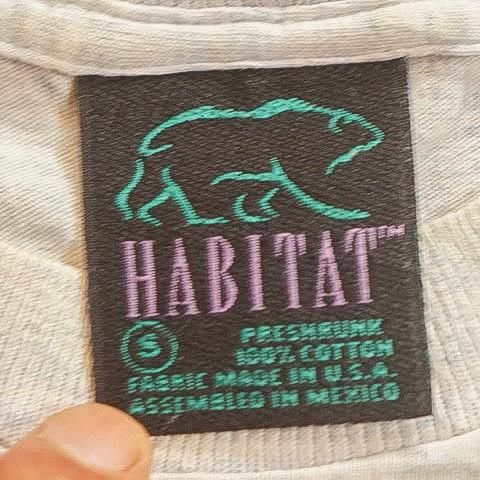 HABITAT™
S
PRESHRUNK
100% COTTON
FABRIC MADE IN U.S.A.
ASSEMBLED IN MEXICO